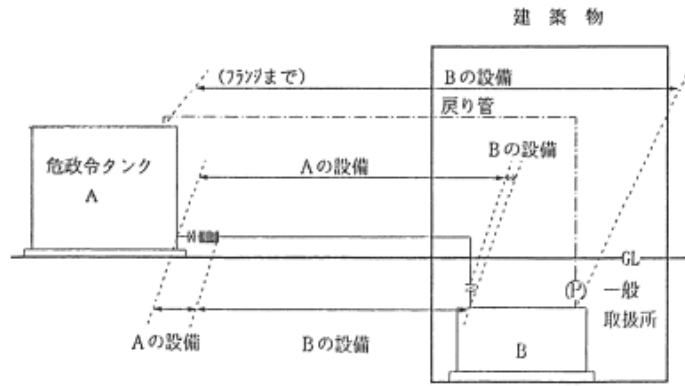 建築物
(フランジまで)
Bの設備
戻り管
Bの設備
危政令タンク
A
Aの設備
GL
P
一般
取扱所
Aの設備
Bの設備
B